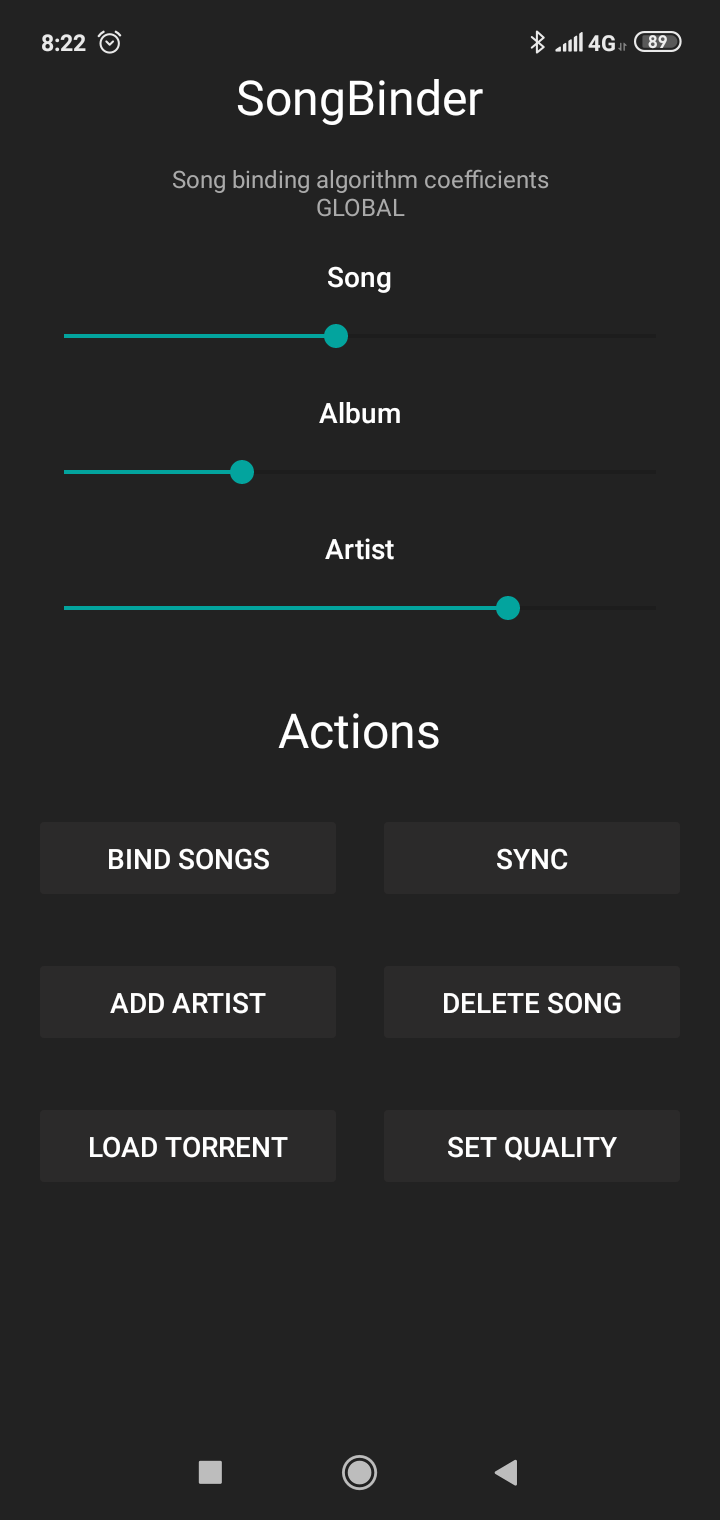 8:22 4G 89
SongBinder
Song binding algorithm coefficients
GLOBAL
Song
Album
Artist
Actions
BIND SONGS SYNC
ADD ARTIST DELETE SONG
LOAD TORRENT SET QUALITY